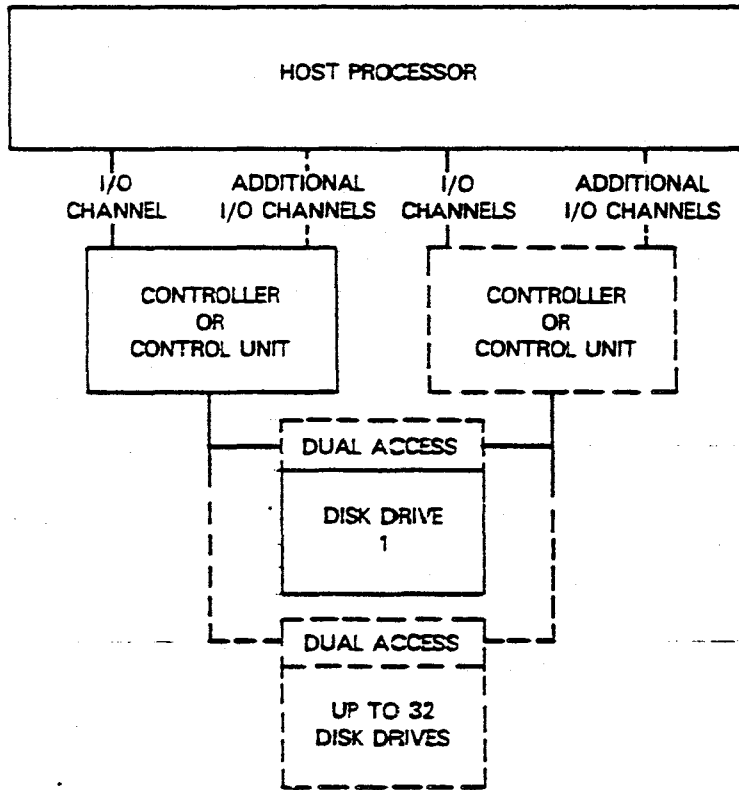 HOST PROCESSOR
I/O
CHANNEL
ADDITIONAL
I/O CHANNELS
I/O
CHANNELS
ADDITIONAL
I/O CHANNELS
CONTROLLER
OR
CONTROL UNIT
CONTROLLER
OR
CONTROL UNIT
DUAL ACCESS
DISK DRIVE
1
DUAL ACCESS
UP TO 32
DISK DRIVES